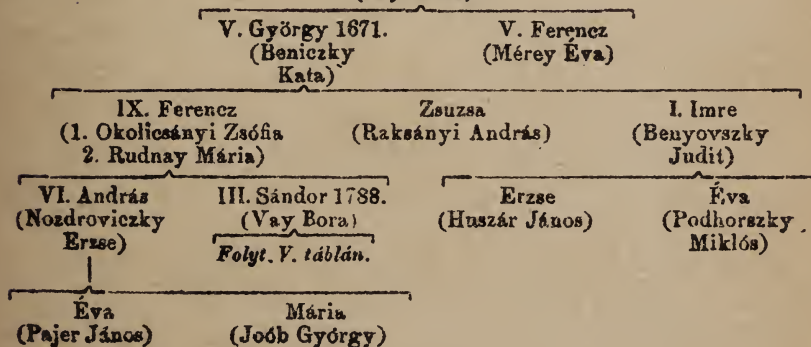 V. György 1671. V. Ferencz
(Beniczky (Mérey Éva)
Kata)
IX. Ferencz Zsuzsa I. Imre
(1. Okolicsányi Zsófia (Raksányi András) (Benyovszky
2. Rudnay Mária) Judit)
VI. András III. Sándor 1788. Erzse Éva
(Nozdroviczky (Vay Bora) (Huszár János) (Podhorszky
Erzse) Folyt. V. táblán. Miklós)
Éva Mária
(Pajer János) (Joób György)